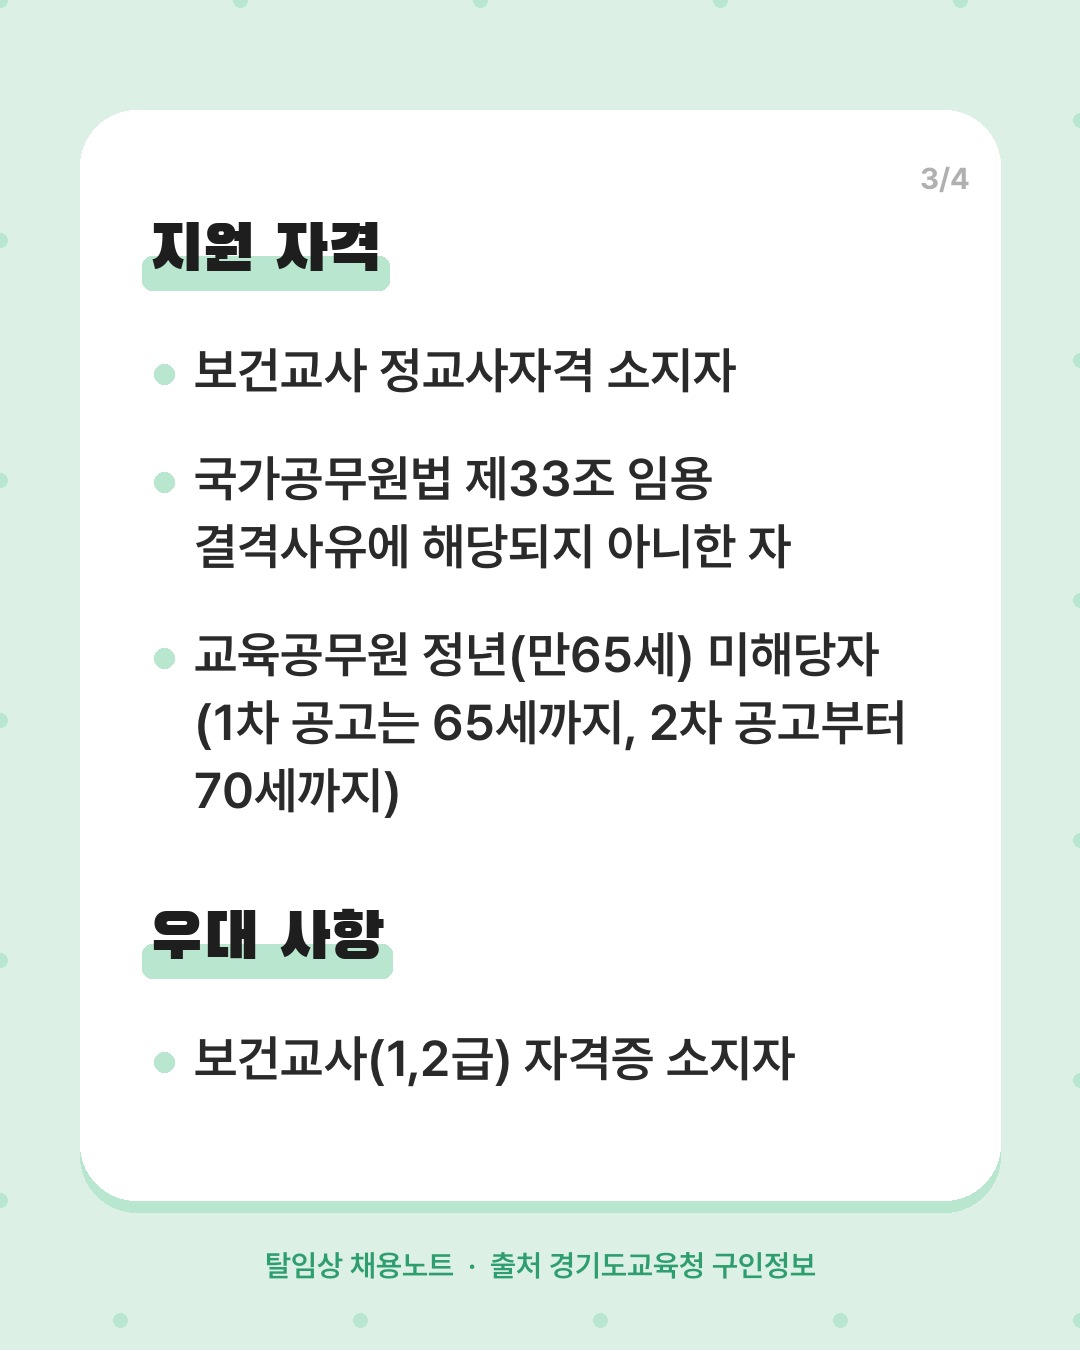 3/4
지원 자격
보건교사 정교사자격 소지자
국가공무원법 제33조 임용
결격사유에 해당되지 아니한 자
교육공무원 정년(만65세) 미해당자
(1차 공고는 65세까지, 2차 공고부터
70세까지)
우대 사항
보건교사(1,2급) 자격증 소지자
탈임상 채용노트 · 출처 경기도교육청 구인정보